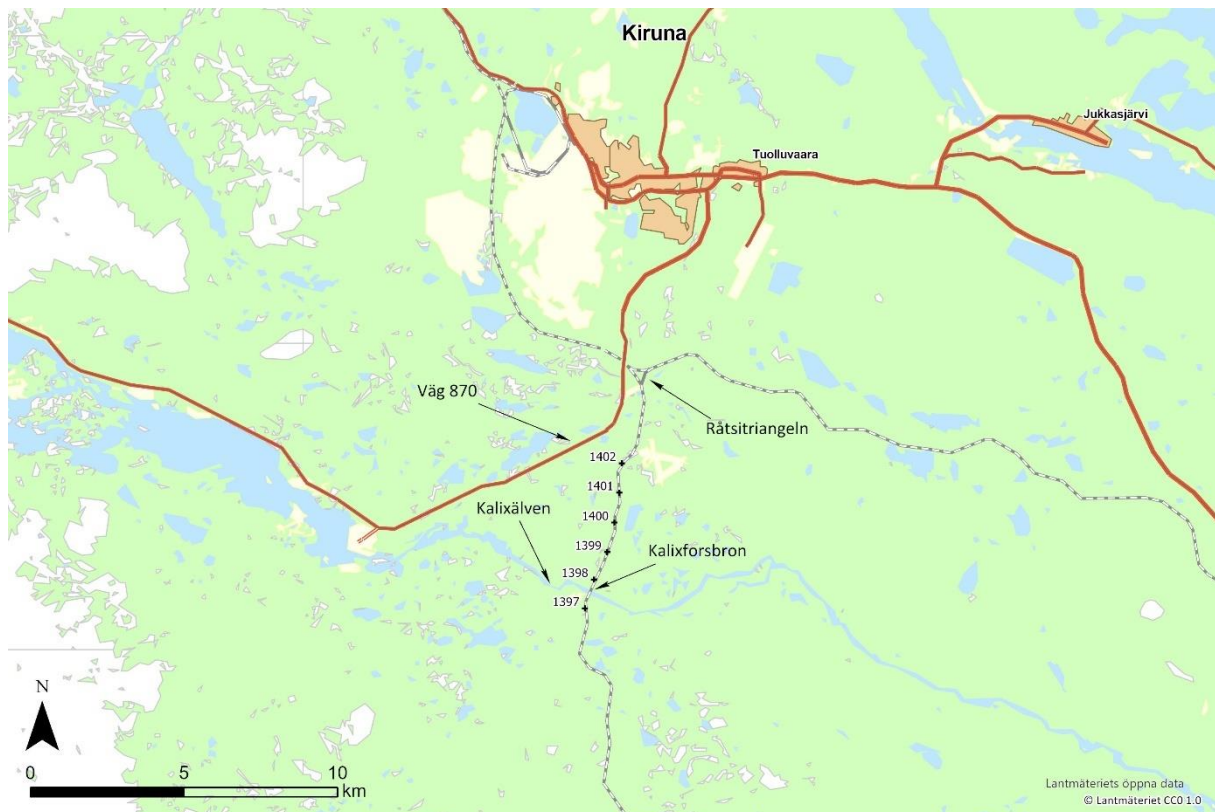 Kiruna
Jukkasjärvi
Tuolluvaara
Väg 870
Råtsitriangeln
1402
1401
Kalixälven
1400
1399
Kalixforsbron
1398
1397
N
0 5 10
km
Lantmäteriets öppna data
© Lantmäteriet CC0 1.0